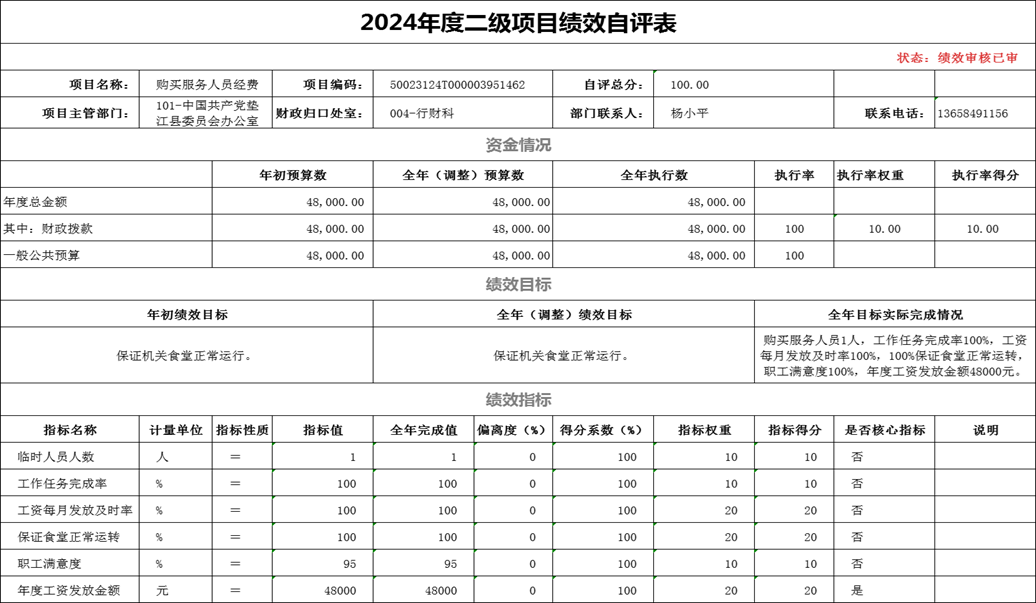 2024年度二级项目绩效自评表
状态：绩效审核已审
项目名称： 购买服务人员经费 项目编码： 50023124T000003951462 自评总分： 100.00
项目主管部门： 101-中国共产党垫江县委员会办公室 财政归口处室： 004-行财科 部门联系人： 杨小平 联系电话： 13658491156
资金情况
年初预算数 全年（调整）预算数 全年执行数 执行率 执行率权重 执行率得分
年度总金额 48,000.00 48,000.00 48,000.00
其中：财政拨款 48,000.00 48,000.00 48,000.00 100 10.00 10.00
一般公共预算 48,000.00 48,000.00 48,000.00 100
绩效目标
年初绩效目标 全年（调整）绩效目标 全年目标实际完成情况
保证机关食堂正常运行。 保证机关食堂正常运行。 购买服务人员1人，工作任务完成率100%，工资
每月发放及时率100%，100%保证食堂正常运转，
职工满意度100%，年度工资发放金额48000元。
绩效指标
指标名称 计量单位 指标性质 指标值 全年完成值 偏离度（%） 得分系数（%） 指标权重 指标得分 是否核心指标 说明
临时人员人数 人 ＝ 1 1 0 100 10 10 否
工作任务完成率 % ＝ 100 100 0 100 10 10 否
工资每月发放及时率 % ＝ 100 100 0 100 20 20 否
保证食堂正常运转 % ＝ 100 100 0 100 20 20 否
职工满意度 % ＝ 95 95 0 100 10 10 否
年度工资发放金额 元 ＝ 48000 48000 0 100 20 20 是